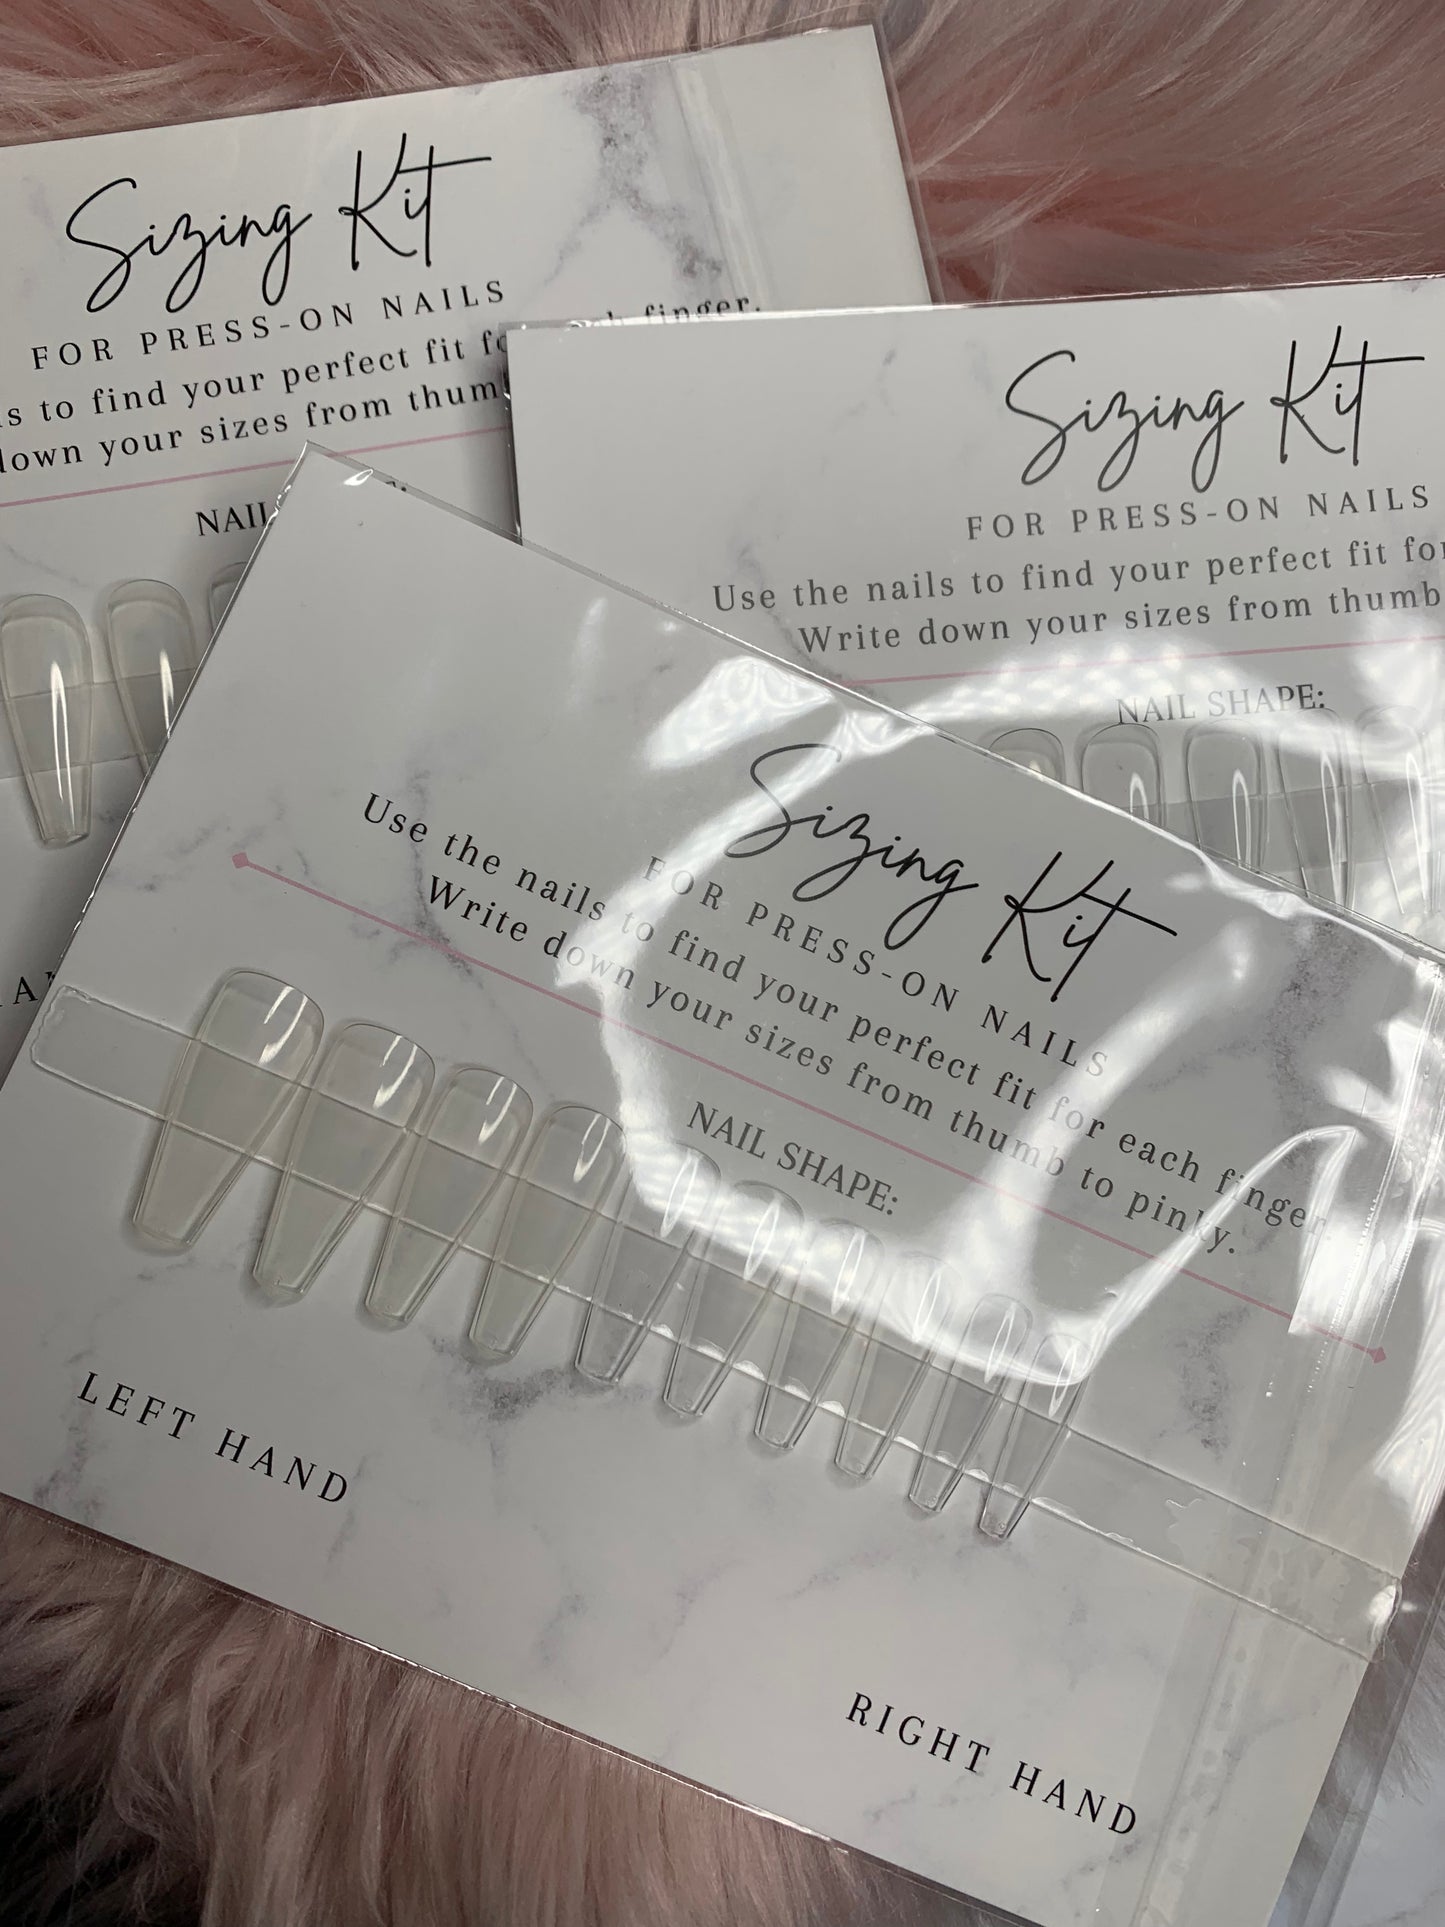 Sizing Kit
FOR PRESS-ON NAILS
to find your perfect fit finger.
down your sizes from
NAIL
Sizing Kit
FOR PRESS-ON NAILS
Use the nails to find your perfect fit for
Write down your sizes from thumb
NAIL SHAPE:
Sizing Kit
FOR PRESS-ON NAILS
Use the nails to find your perfect fit for each finger.
Write down your sizes from thumb to pinky.
NAIL SHAPE:
LEFT HAND
RIGHT HAND